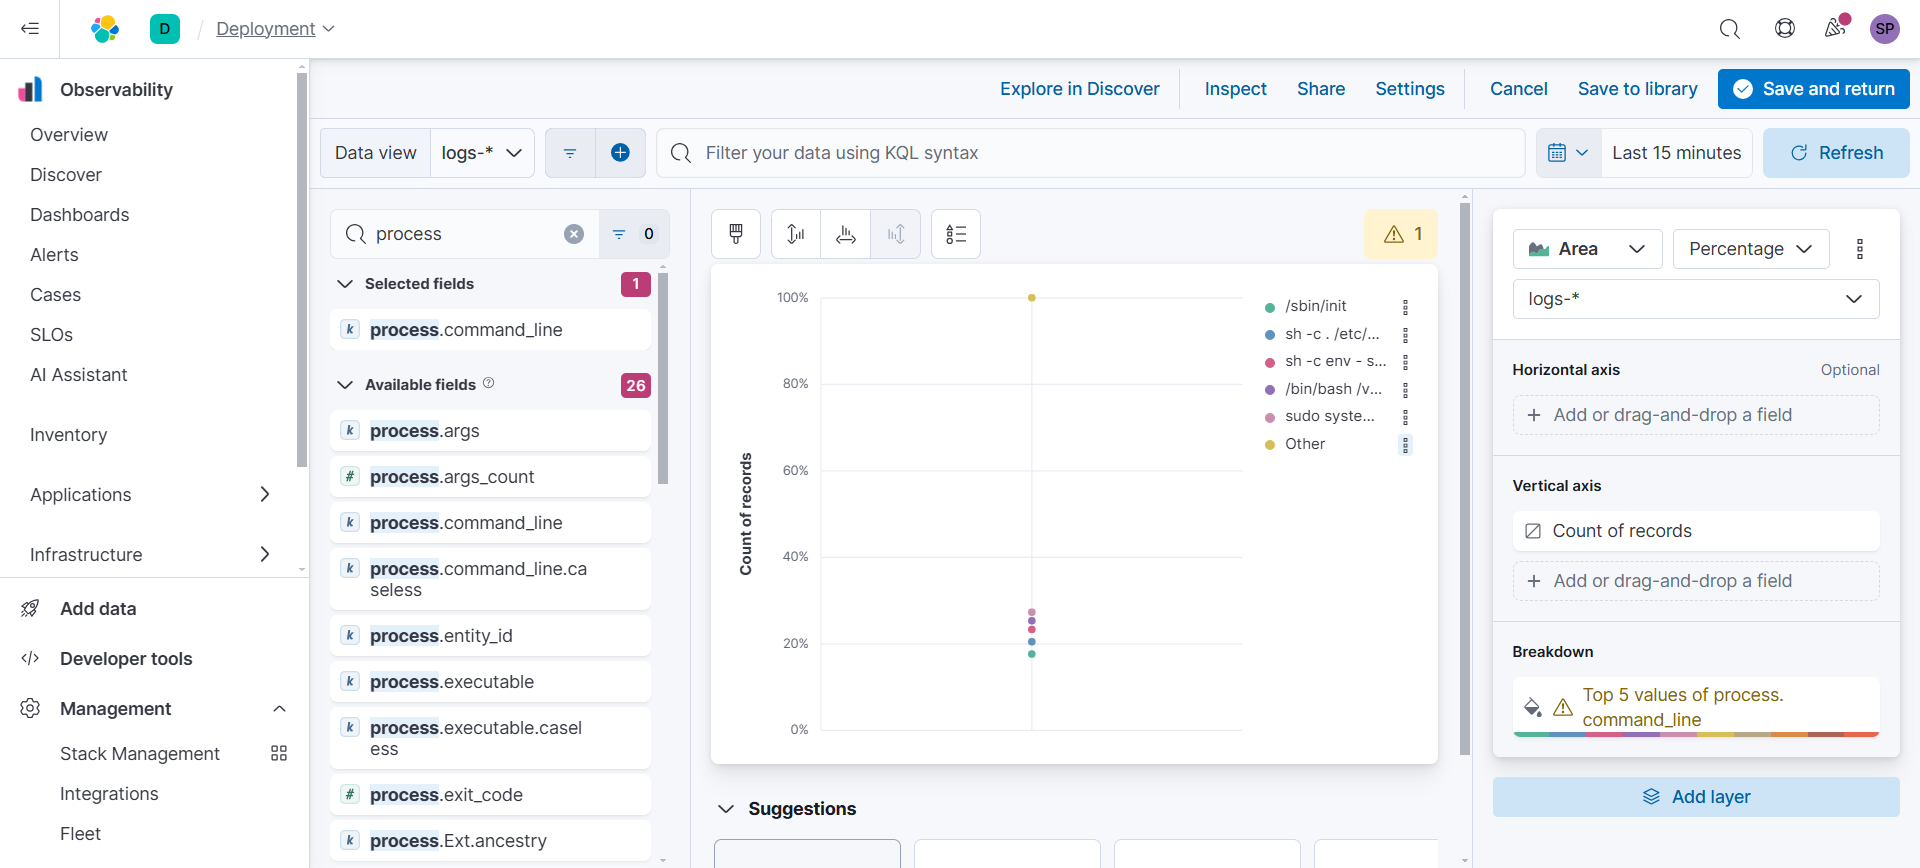 D
Deployment
SP
Observability
Overview
Discover
Dashboards
Alerts
Cases
SLOs
AI Assistant
Inventory
Applications
Infrastructure
Add data
Developer tools
Management
Stack Management
Integrations
Fleet
Explore in Discover
Inspect
Share
Settings
Cancel
Save to library
Save and return
Data view
logs-*
Filter your data using KQL syntax
Last 15 minutes
Refresh
process
0
Selected fields
1
k process.command_line
Available fields
26
k process.args
# process.args_count
k process.command_line
k process.command_line.ca
seless
k process.entity_id
k process.executable
k process.executable.casel
ess
# process.exit_code
k process.Ext.ancestry
1
100%
80%
60%
40%
20%
0%
Count of records
/sbin/init
sh -c . /etc/...
sh -c env - s...
/bin/bash /v...
sudo syste...
Other
Suggestions
Area
Percentage
logs-*
Horizontal axis
Optional
Add or drag-and-drop a field
Vertical axis
Count of records
Add or drag-and-drop a field
Breakdown
Top 5 values of process.
command_line
Add layer